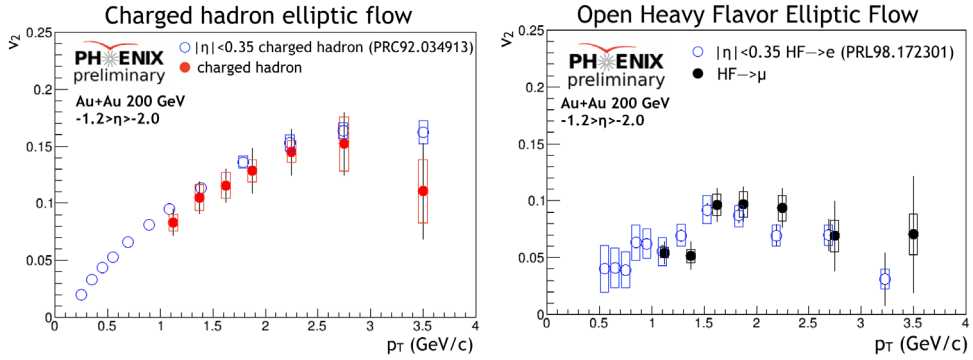 Charged hadron elliptic flow
v2
0.25
0.2
0.15
0.1
0.05
0
PHENIX
preliminary
|η|<0.35 charged hadron (PRC92.034913)
charged hadron
Au+Au 200 GeV
-1.2>η>-2.0
0 0.5 1 1.5 2 2.5 3 3.5 4
pT (GeV/c)
Open Heavy Flavor Elliptic Flow
v2
0.25
0.2
0.15
0.1
0.05
0
PHENIX
preliminary
|η|<0.35 HF->e (PRL98.172301)
HF->μ
Au+Au 200 GeV
-1.2>η>-2.0
0 0.5 1 1.5 2 2.5 3 3.5 4
pT (GeV/c)